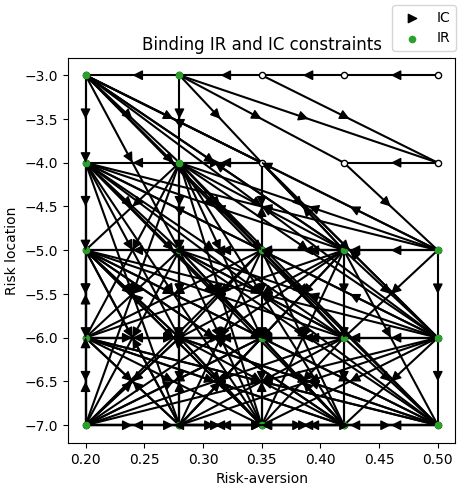 IC
IR
Binding IR and IC constraints
−3.0
−4.0
−4.5
−5.0
−5.5
−6.0
−6.5
−7.0
Risk location
0.20 0.25 0.30 0.35 0.40 0.45 0.50
Risk-aversion